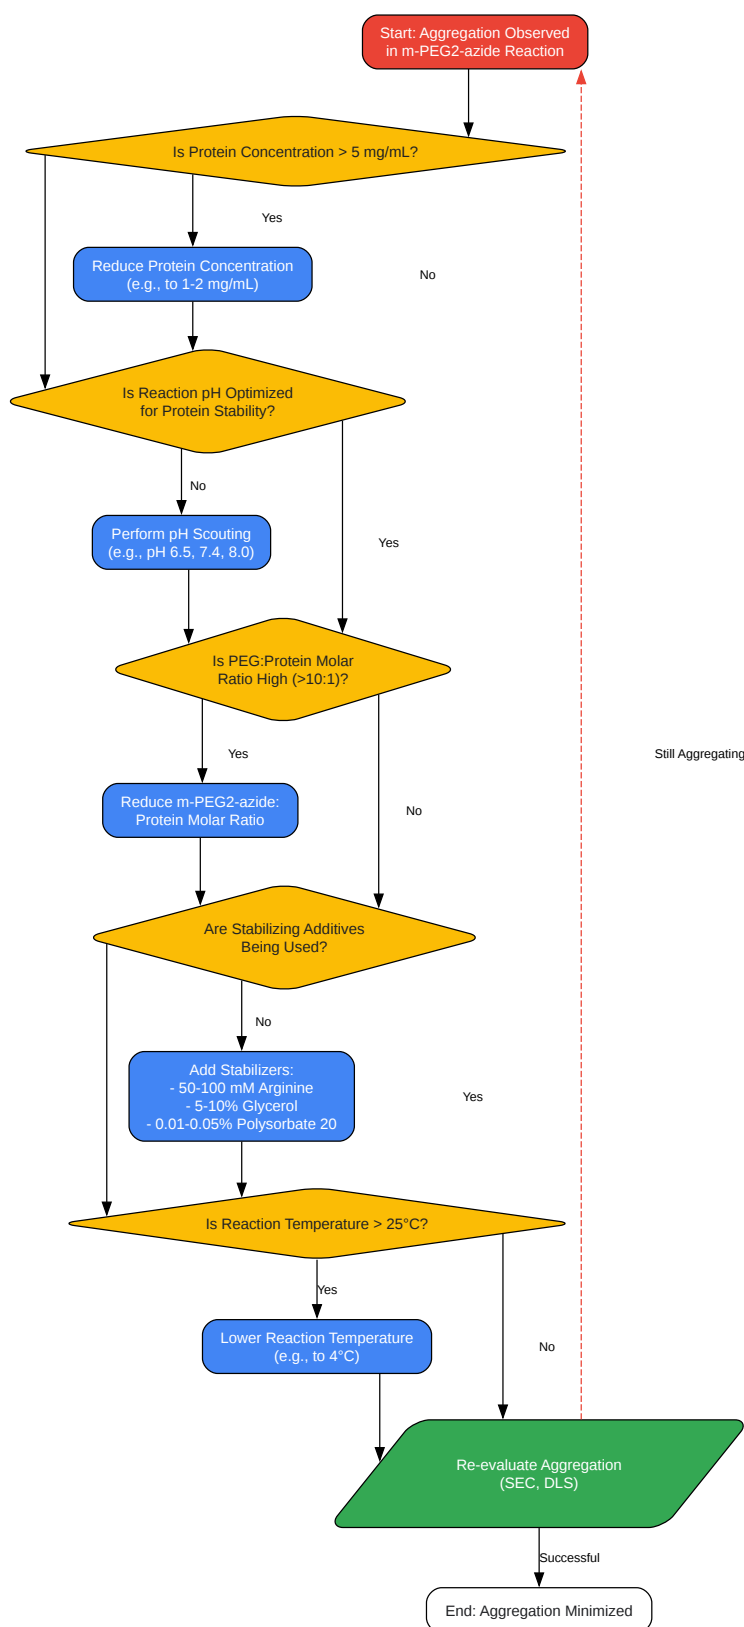 Start: Aggregation Observed
in m-PEG2-azide Reaction
Is Protein Concentration > 5 mg/mL?
Yes
Reduce Protein Concentration
(e.g., to 1-2 mg/mL)
No
Is Reaction pH Optimized
for Protein Stability?
No
Perform pH Scouting
(e.g., pH 6.5, 7.4, 8.0)
Yes
Is PEG:Protein Molar
Ratio High (>10:1)?
Yes
Still Aggregating
Reduce m-PEG2-azide:
Protein Molar Ratio
No
Are Stabilizing Additives
Being Used?
No
Add Stabilizers:
- 50-100 mM Arginine
- 5-10% Glycerol
- 0.01-0.05% Polysorbate 20
Yes
Is Reaction Temperature > 25°C?
Yes
Lower Reaction Temperature
(e.g., to 4°C)
No
Re-evaluate Aggregation
(SEC, DLS)
Successful
End: Aggregation Minimized